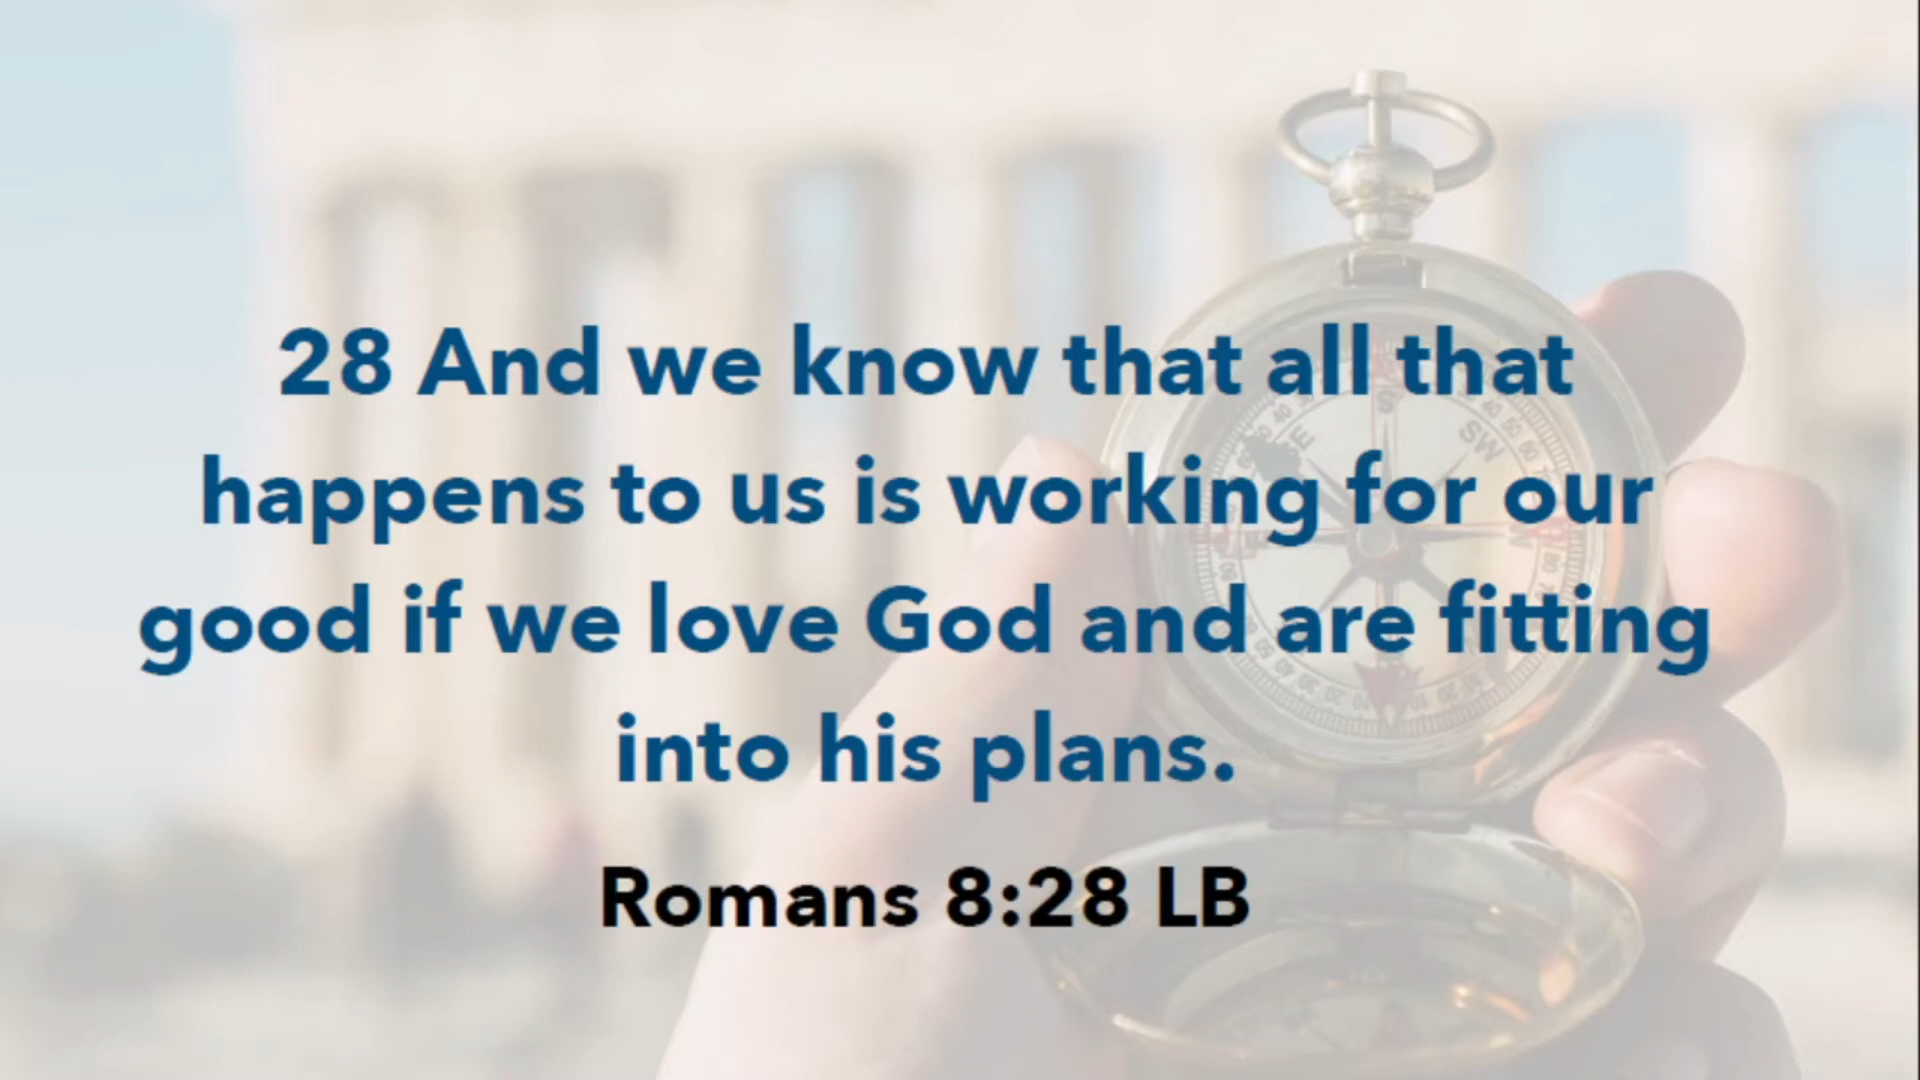 28 And we know that all that
happens to us is working for our
good if we love God and are fitting
into his plans.
Romans 8:28 LB
SW